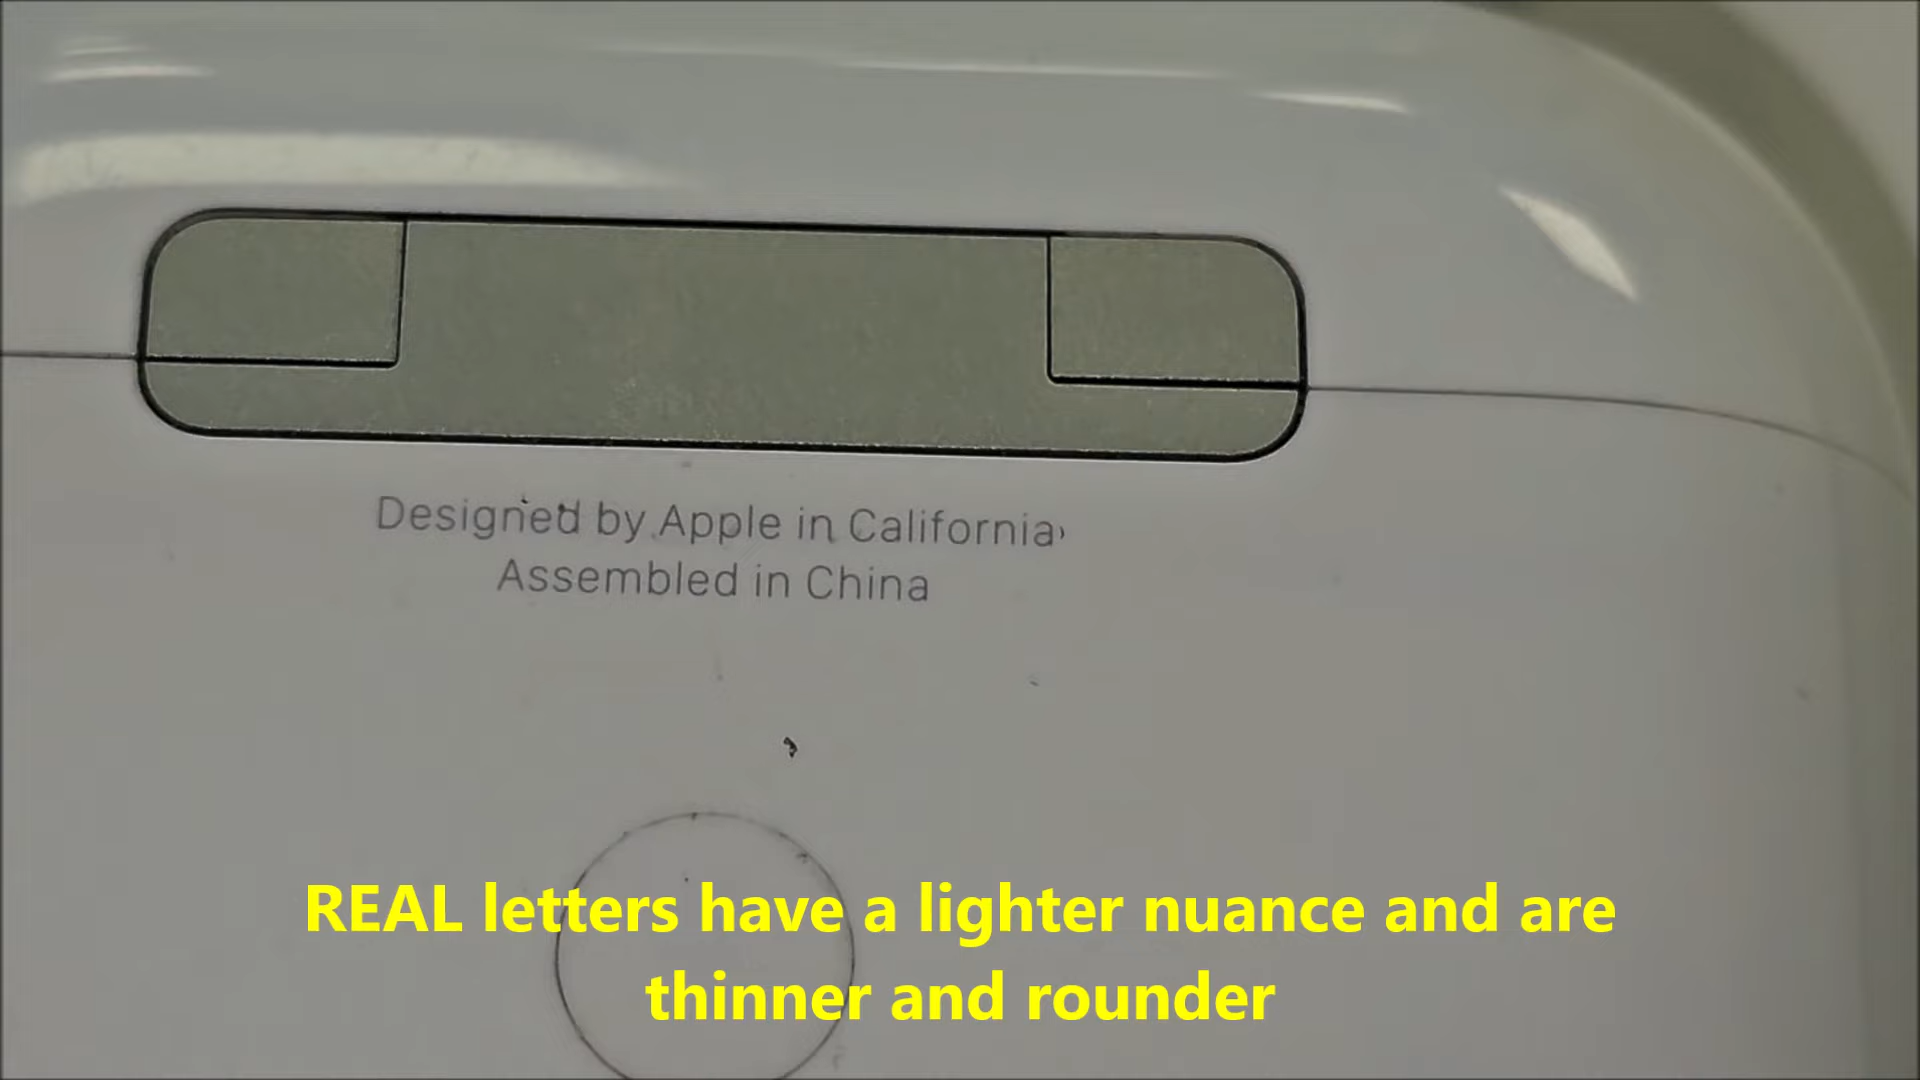 Designed by Apple in California
Assembled in China
REAL letters have a lighter nuance and are
thinner and rounder